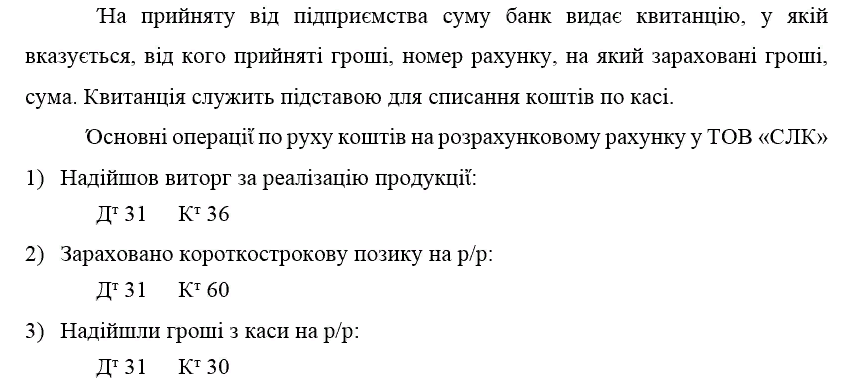 На прийняту від підприємства суму банк видає квитанцію, у якій
вказується, від кого прийняті гроші, номер рахунку, на який зараховані гроші,
сума. Квитанція служить підставою для списання коштів по касі.
Основні операції по руху коштів на розрахунковому рахунку у ТОВ «СЛК»
1) Надійшов виторг за реалізацію продукції:
Дт 31 Кт 36
2) Зараховано короткострокову позику на р/р:
Дт 31 Кт 60
3) Надійшли гроші з каси на р/р:
Дт 31 Кт 30